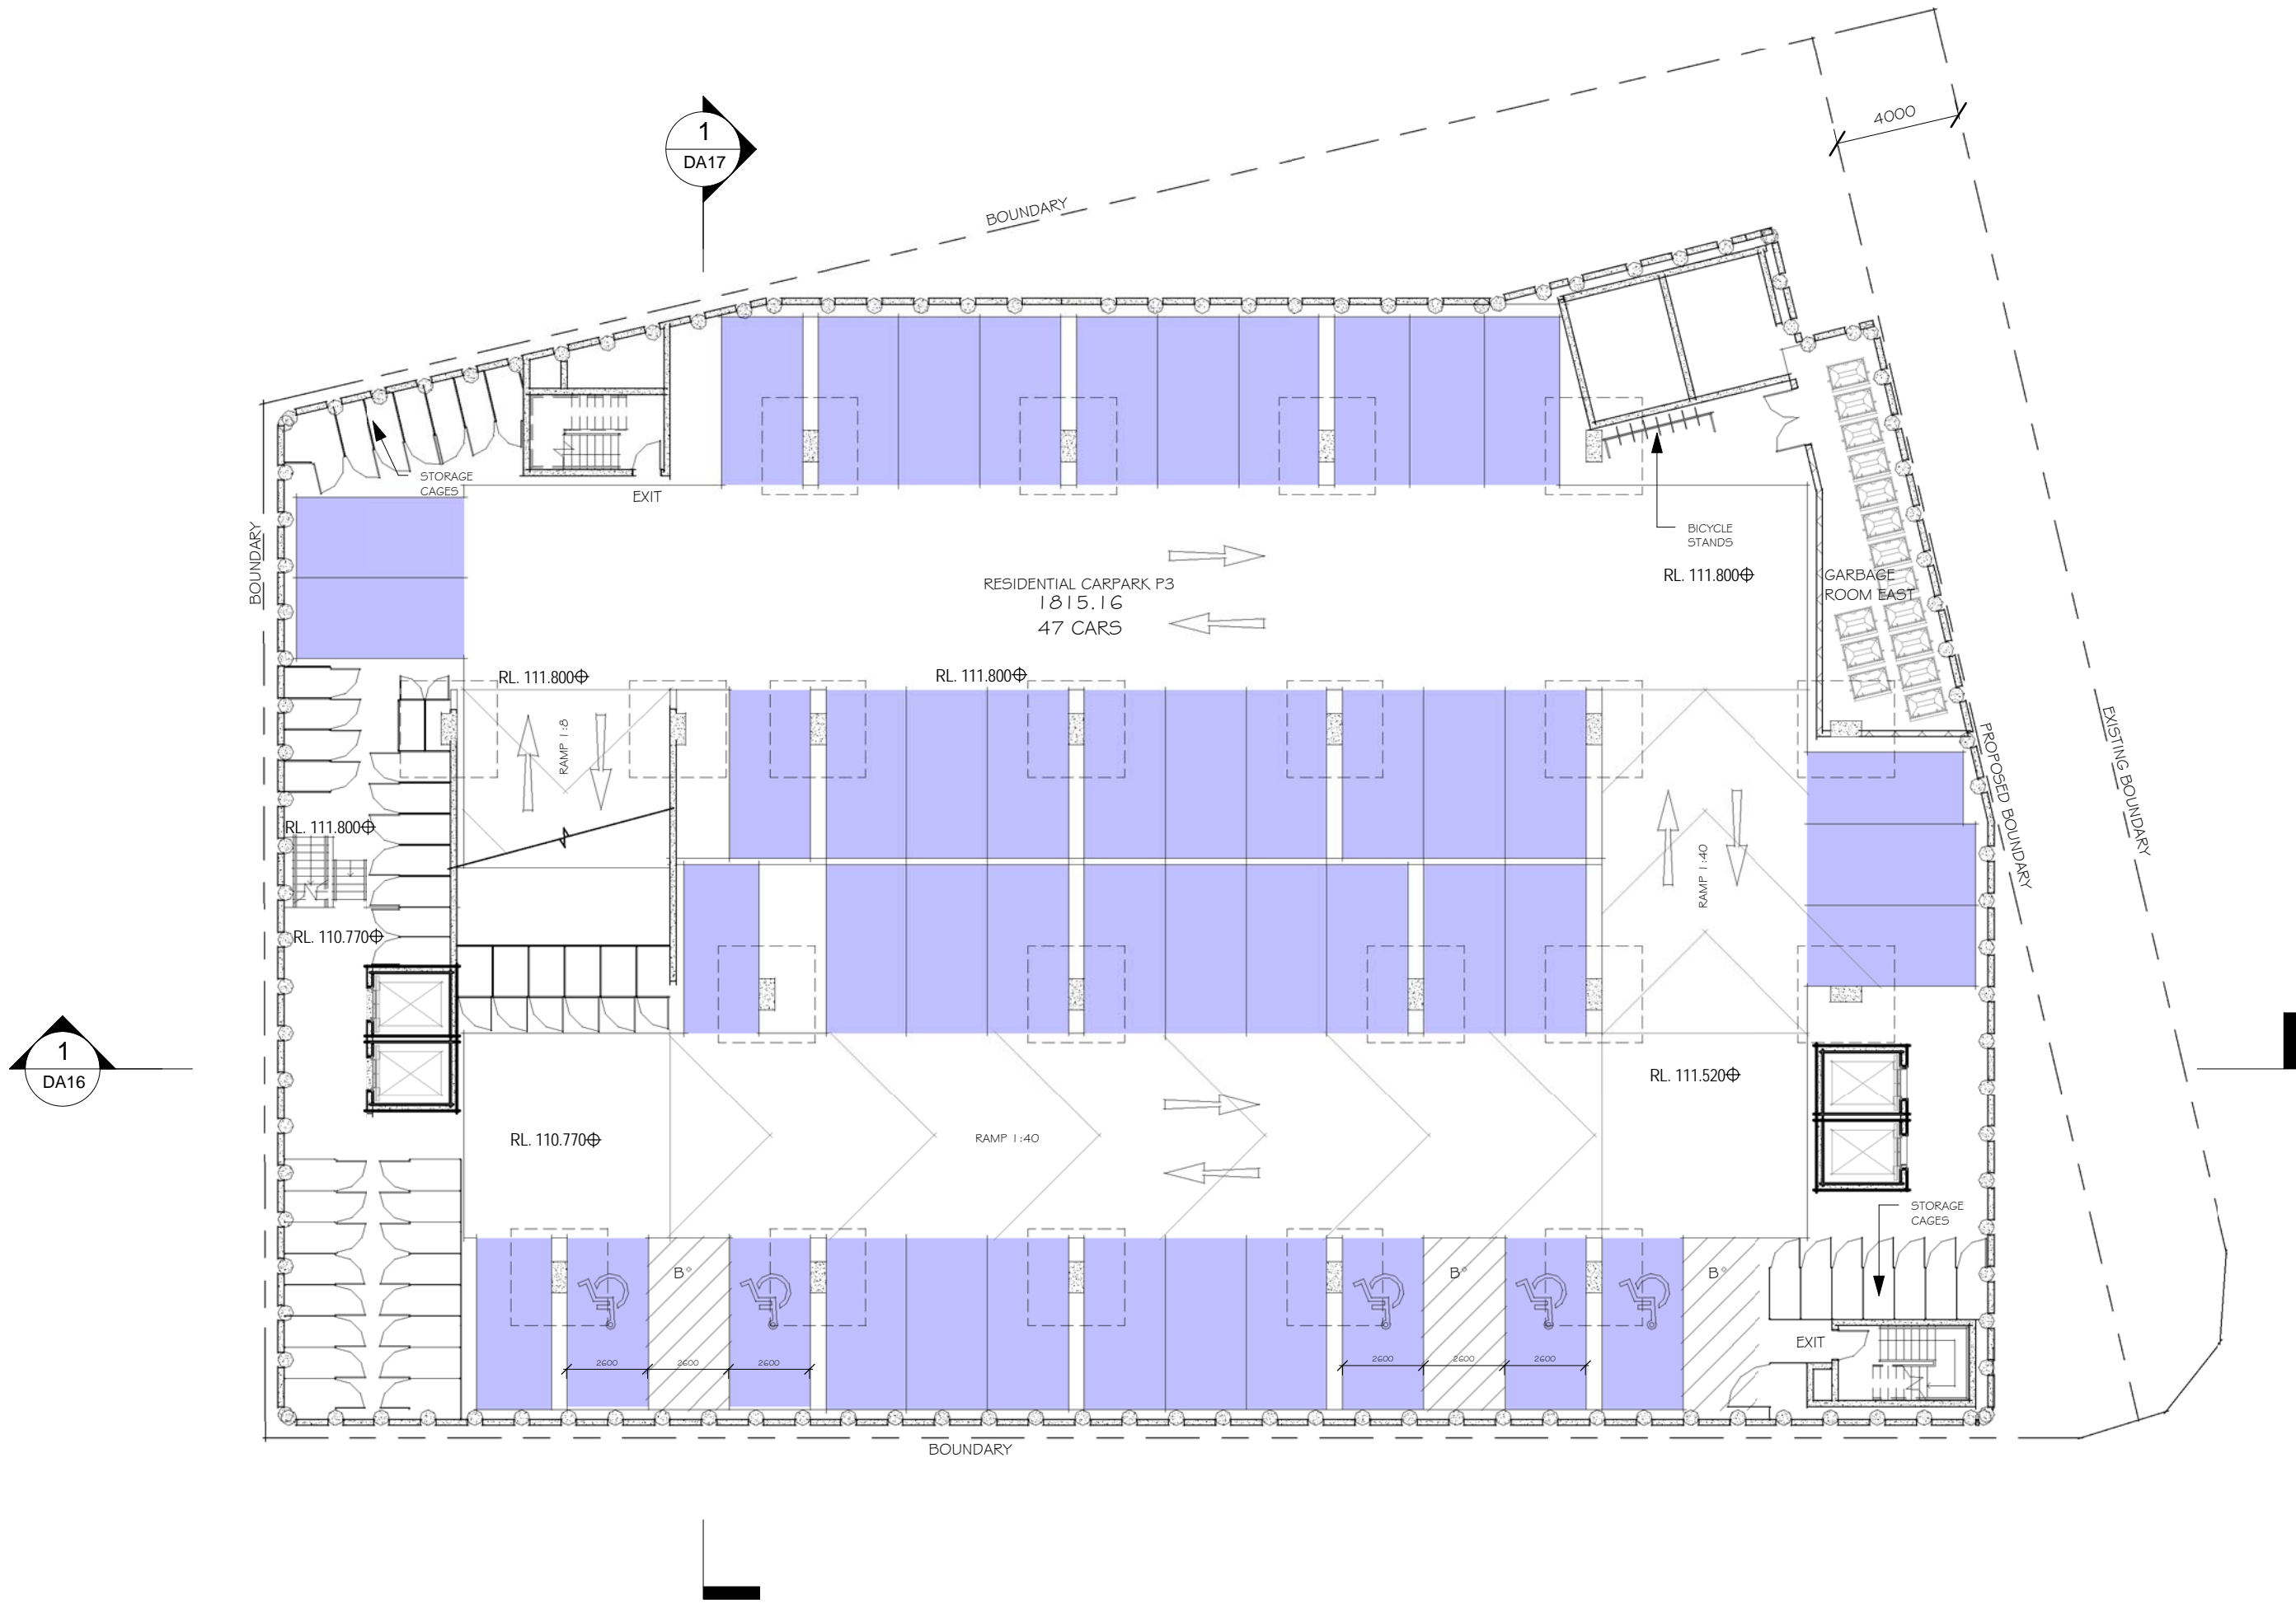 4000
1
DA17
BOUNDARY
STORAGE
CAGES
EXIT
BOUNDARY
BICYCLE
STANDS
RESIDENTIAL CARPARK P3
1815.16
47 CARS
RL. 111.800
GARBAGE
ROOM EAST
RL. 111.800
RL. 111.800
RAMP 1:8
EXISTING BOUNDARY
PROPOSED BOUNDARY
RL. 111.800
RAMP 1:40
RL. 110.770
1
DA16
RL. 111.520
RL. 110.770
RAMP 1:40
STORAGE
CAGES
B°
B°
B°
EXIT
2600
2600
2600
2600
2600
2600
BOUNDARY